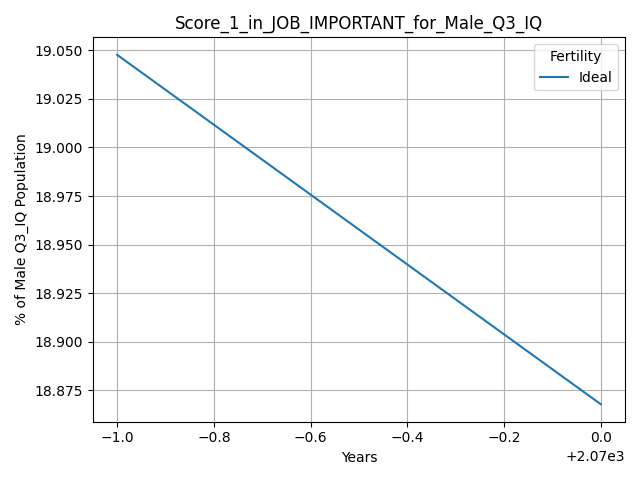 Score_1_in_JOB_IMPORTANT_for_Male_Q3_IQ
% of Male Q3_IQ Population
19.050
19.025
19.000
18.975
18.950
18.925
18.900
18.875
Fertility
Ideal
−1.0 −0.8 −0.6 −0.4 −0.2 0.0
Years
+2.07e3